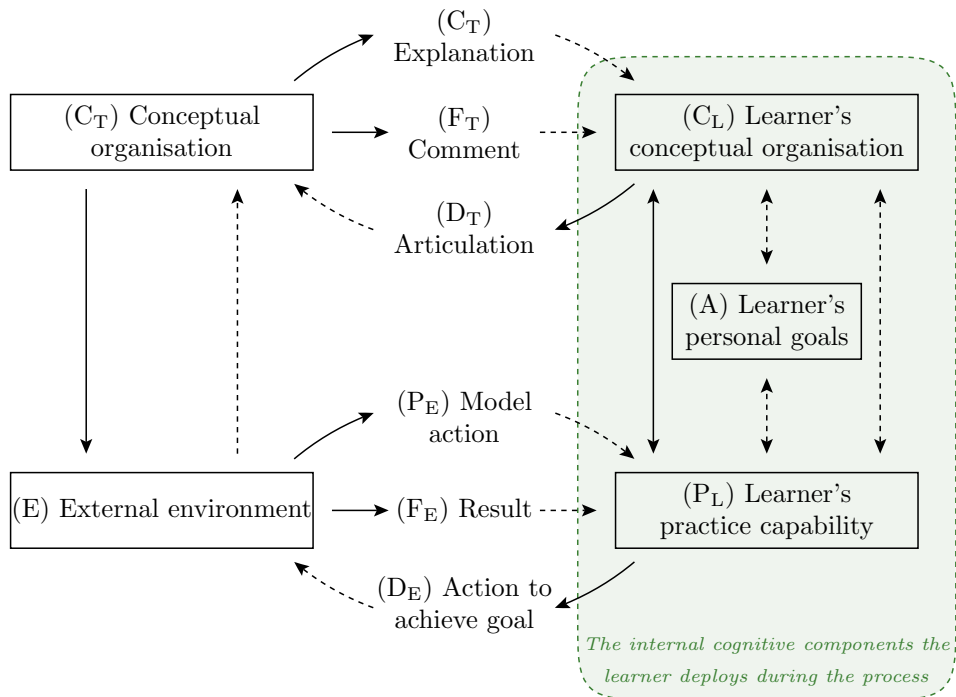 (C_T)
Explanation
(C_T) Conceptual
organisation
(F_T)
Comment
(C_L) Learner's
conceptual organisation
(D_T)
Articulation
(A) Learner's
personal goals
(P_E) Model
action
(E) External environment
(F_E) Result
(P_L) Learner's
practice capability
(D_E) Action to
achieve goal
The internal cognitive components the
learner deploys during the process